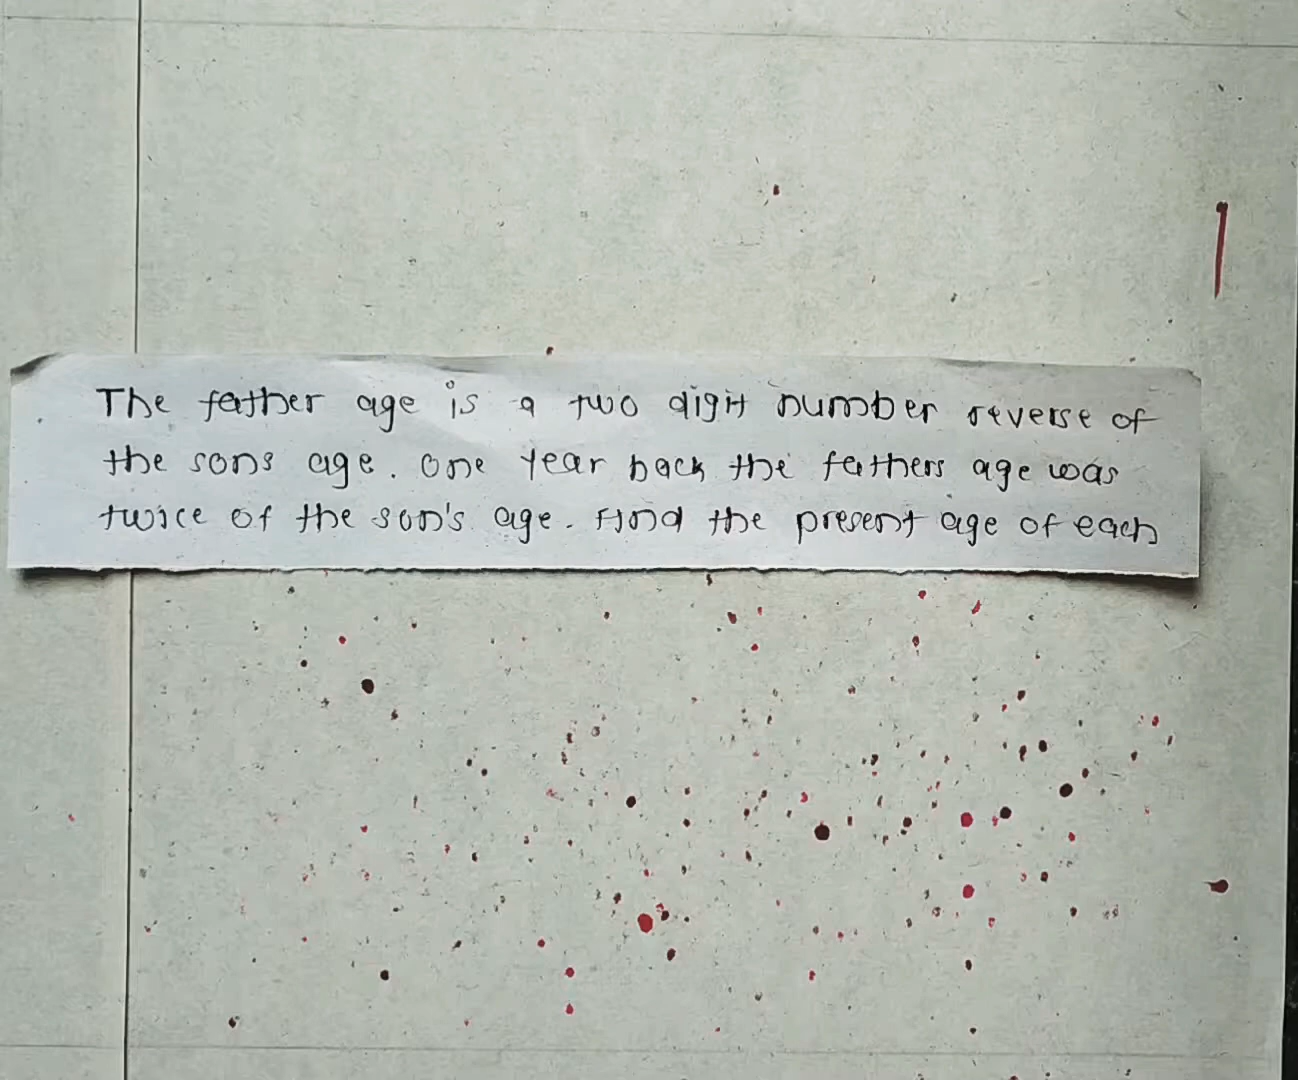 The father age is a two digit number reverse of
the sons age. One year back the fathers age was
twice of the son's age. Find the present age of each